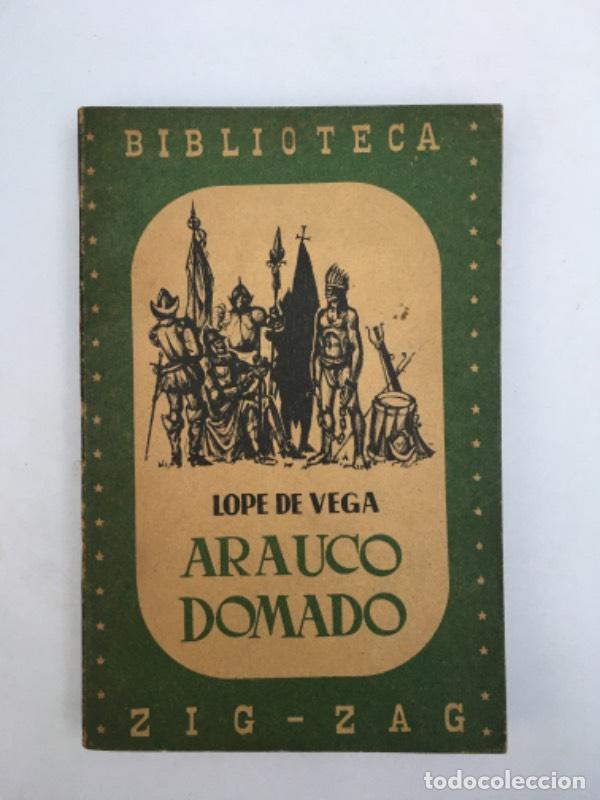 BIBLIOTECA
LOPE DE VEGA
ARAUCO
DOMADO
ZIG-ZAG
todocoleccion